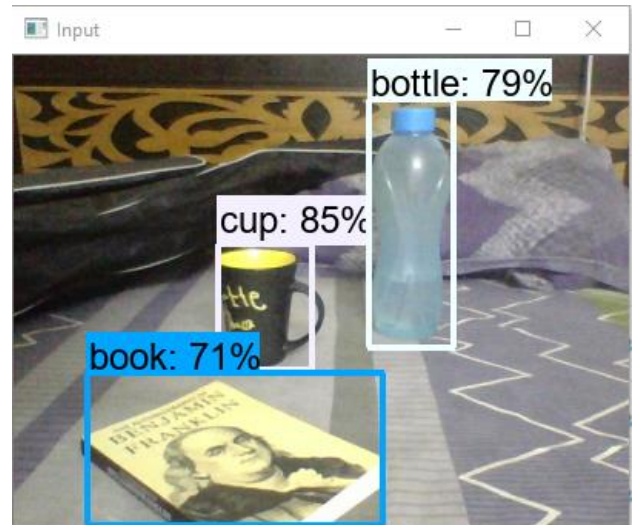 Input
bottle: 79%
cup: 85%
book: 71%
BENJAMIN
FRANKLIN